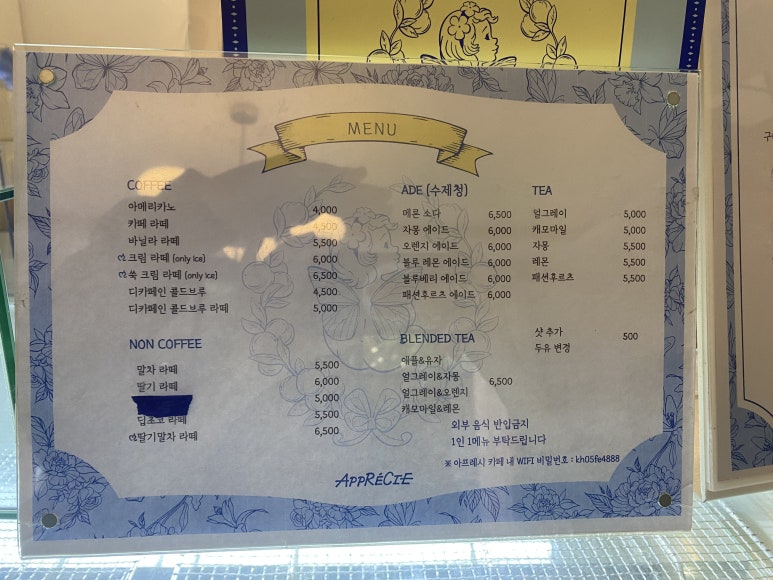 MENU
COFFEE
아메리카노 4,000
카페 라떼 4,500
바닐라 라떼 5,500
크림 라떼 (only ice) 6,000
쑥 크림 라떼 (only ice) 6,500
디카페인 콜드브루 4,500
디카페인 콜드브루 라떼 5,000
NON COFFEE
말차 라떼 5,500
딸기 라떼 6,000
5,000
딥초코 라떼 5,500
딸기말차 라떼 6,500
ADE (수제청)
메론 소다 6,500
자몽 에이드 6,000
오렌지 에이드 6,000
블루 레몬 에이드 6,000
블루베리 에이드 6,000
패션후르츠 에이드 6,000
BLENDED TEA
애플&유자
얼그레이&자몽 6,500
얼그레이&오렌지
캐모마일&레몬
TEA
얼그레이 5,000
캐모마일 5,000
자몽 5,500
레몬 5,500
패션후르츠 5,500
샷 추가 500
두유 변경
외부 음식 반입금지
1인 1메뉴 부탁드립니다
※ 아프레시 카페 내 WIFI 비밀번호 : kh05fe4888
APPRÉCIE